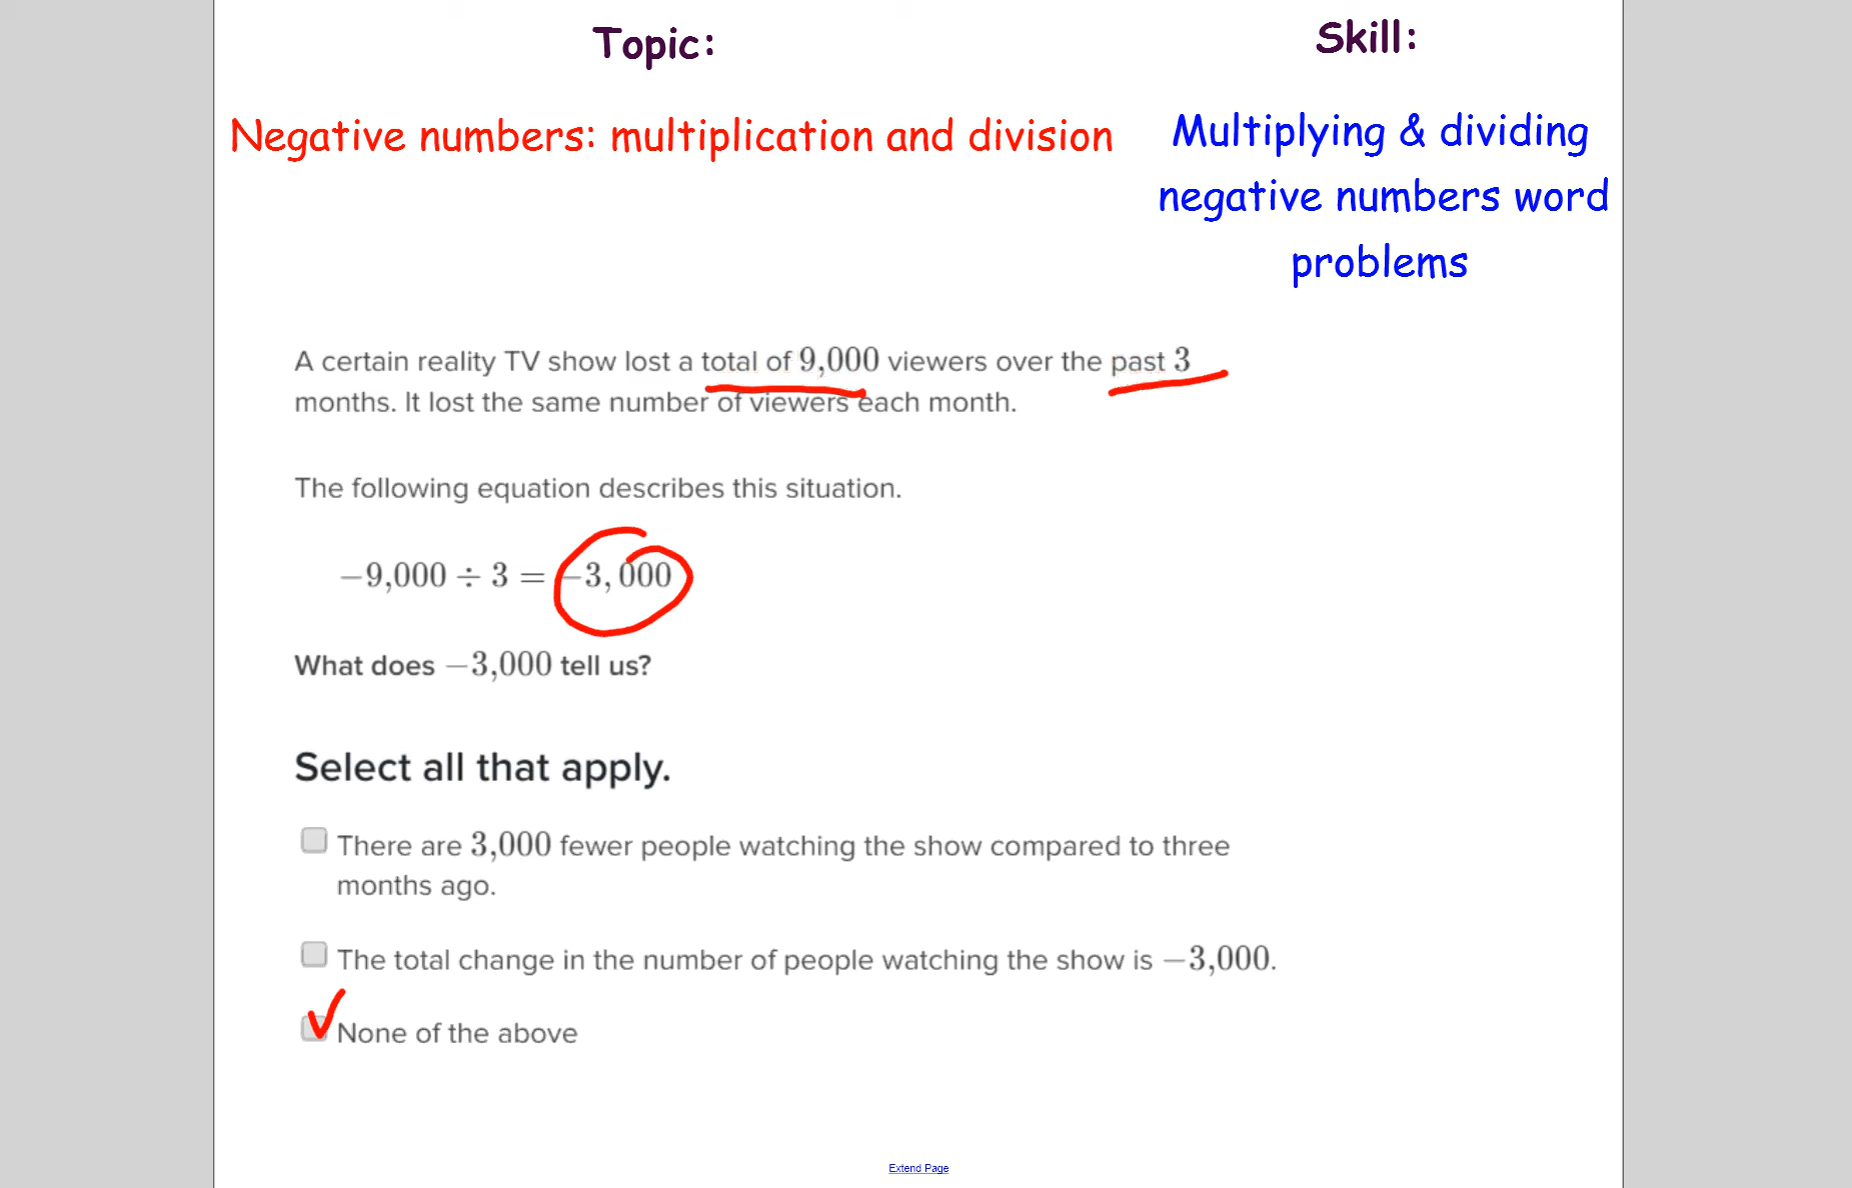 Topic:
Skill:
Negative numbers: multiplication and division
Multiplying & dividing
negative numbers word
problems
A certain reality TV show lost a total of 9,000 viewers over the past 3
months. It lost the same number of viewers each month.
The following equation describes this situation.
−9,000 ÷ 3 = −3,000
What does −3,000 tell us?
Select all that apply.
There are 3,000 fewer people watching the show compared to three
months ago.
The total change in the number of people watching the show is −3,000.
None of the above
Extend Page